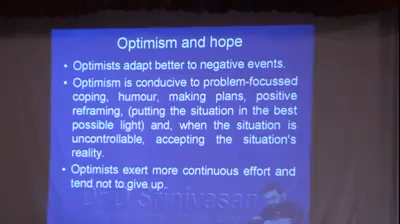 Optimism and hope
• Optimists adapt better to negative events.
• Optimism is conducive to problem-focussed
coping, humour, making plans, positive
reframing, (putting the situation in the best
possible light) and, when the situation is
uncontrollable, accepting the situation's
reality.
• Optimists exert more continuous effort and
tend not to give up.
Dr D Srinivasan